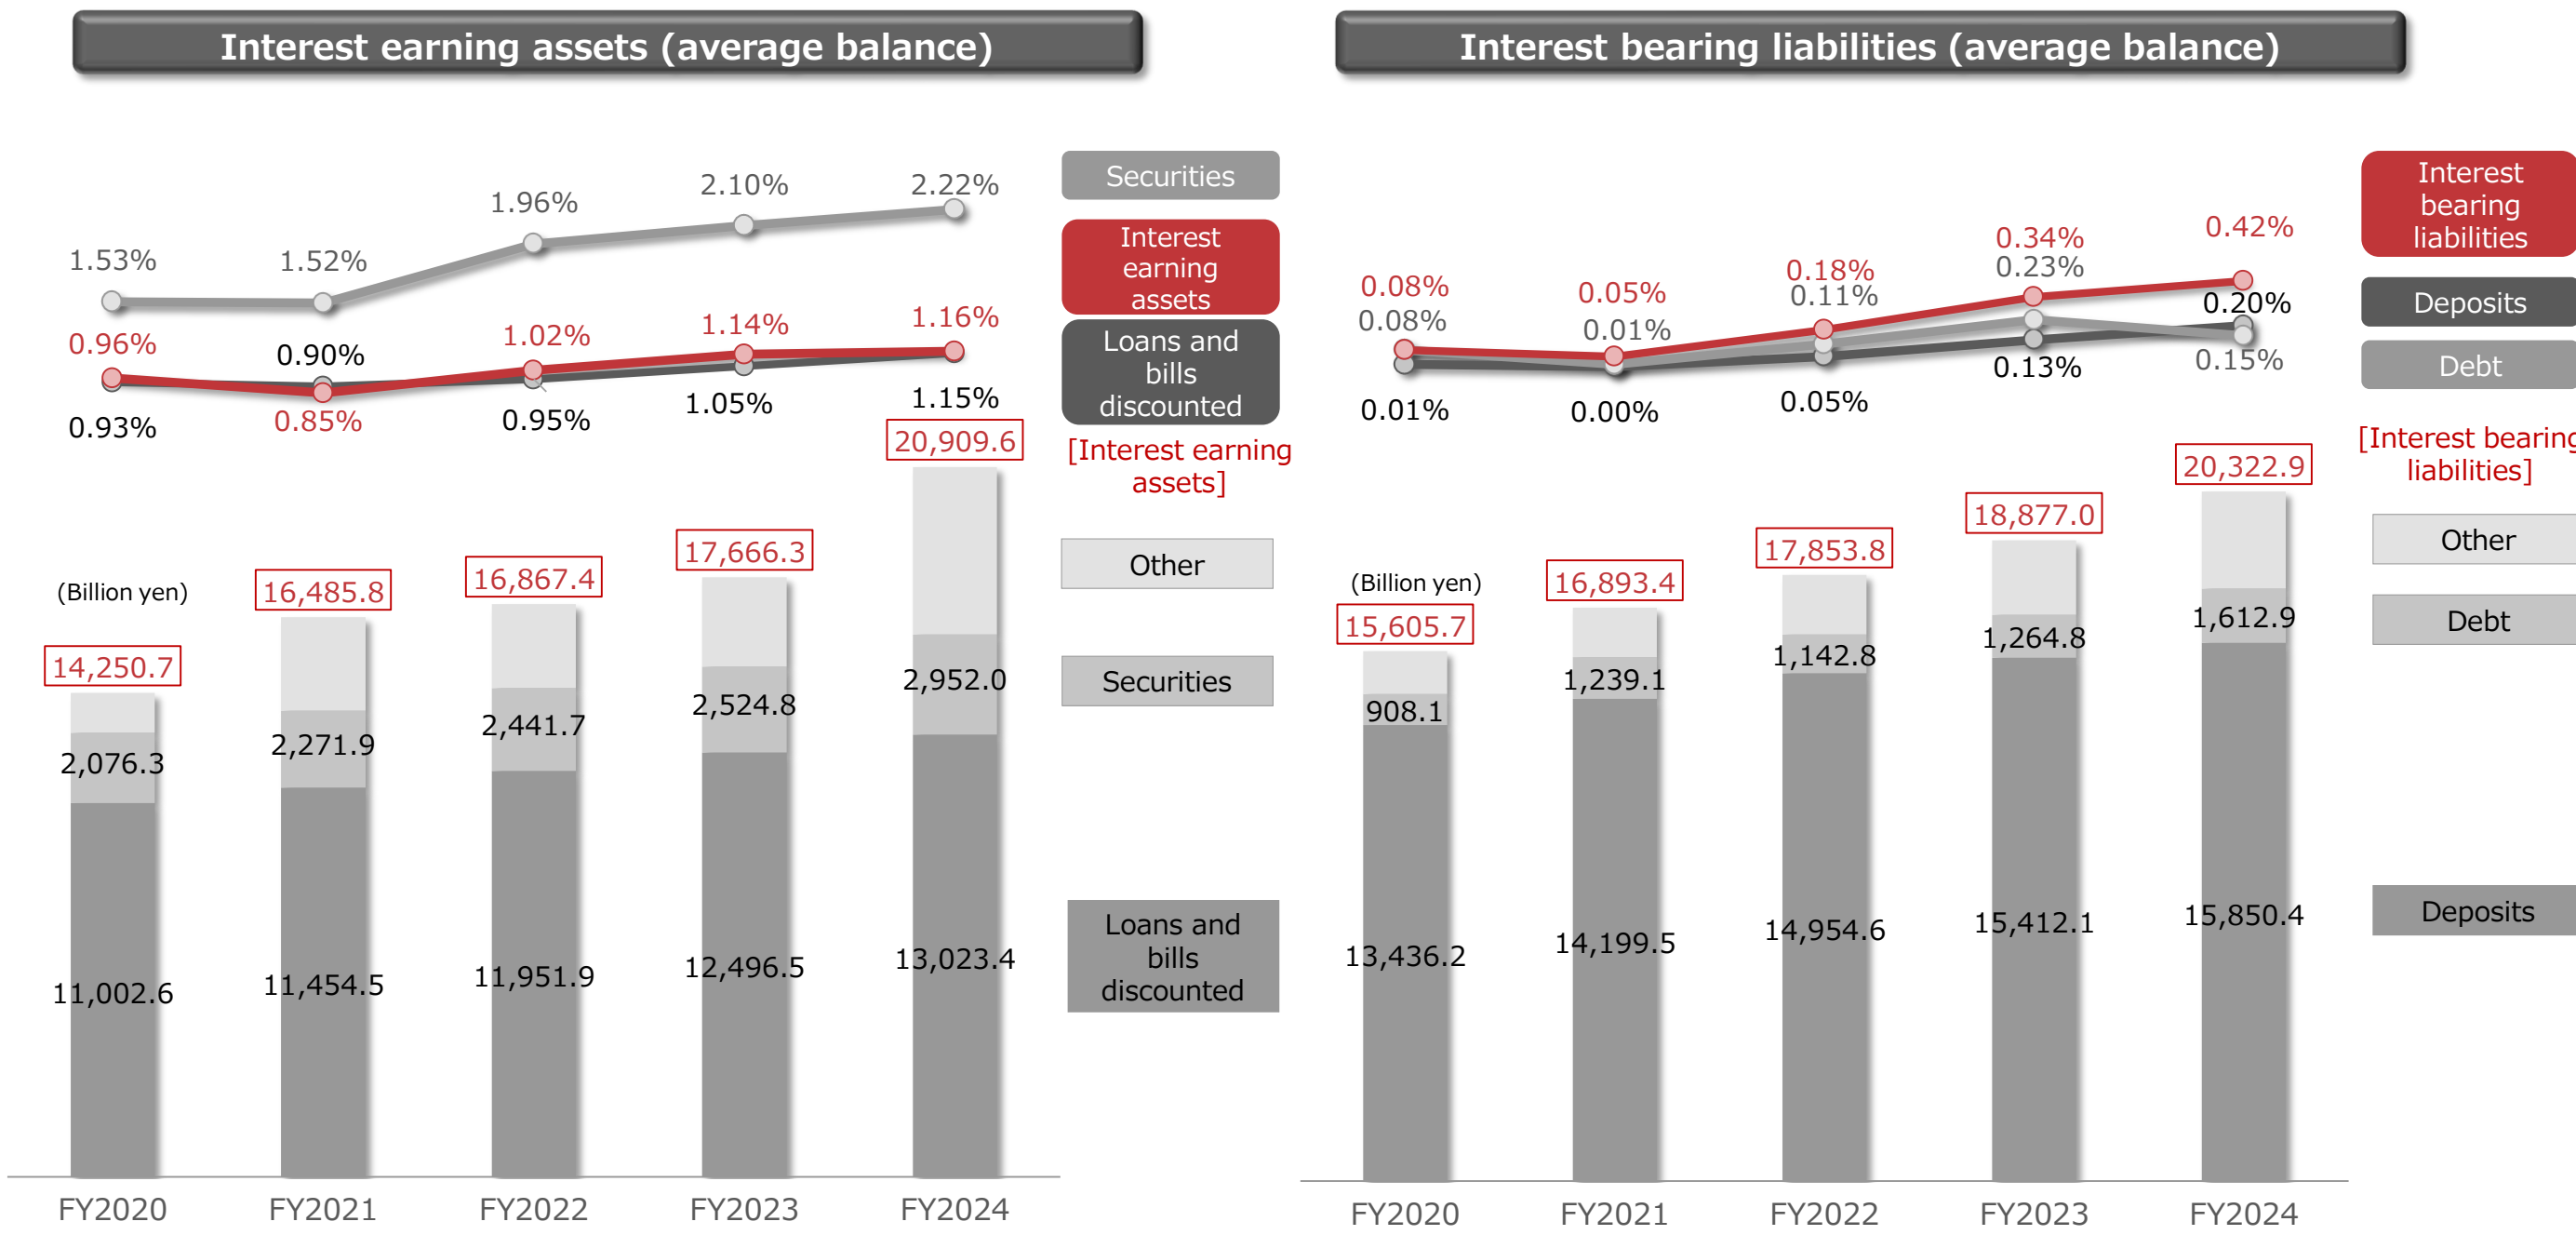 Interest earning assets (average balance)
1.53%
1.52%
1.96%
2.10%
2.22%
Securities
0.96%
0.90%
1.02%
1.14%
1.16%
Interest
earning
assets
0.93%
0.85%
0.95%
1.05%
1.15%
Loans and
bills
discounted
[Interest earning
assets]
(Billion yen)
14,250.7
16,485.8
16,867.4
17,666.3
20,909.6
Other
2,076.3
2,271.9
2,441.7
2,524.8
2,952.0
Securities
11,002.6
11,454.5
11,951.9
12,496.5
13,023.4
Loans and
bills
discounted
FY2020
FY2021
FY2022
FY2023
FY2024
Interest bearing liabilities (average balance)
0.08%
0.05%
0.18%
0.34%
0.42%
Interest
bearing
liabilities
0.08%
0.01%
0.11%
0.23%
0.20%
Deposits
0.01%
0.00%
0.05%
0.13%
0.15%
Debt
[Interest bearing
liabilities]
(Billion yen)
15,605.7
16,893.4
17,853.8
18,877.0
20,322.9
Other
908.1
1,239.1
1,142.8
1,264.8
1,612.9
Debt
13,436.2
14,199.5
14,954.6
15,412.1
15,850.4
Deposits
FY2020
FY2021
FY2022
FY2023
FY2024